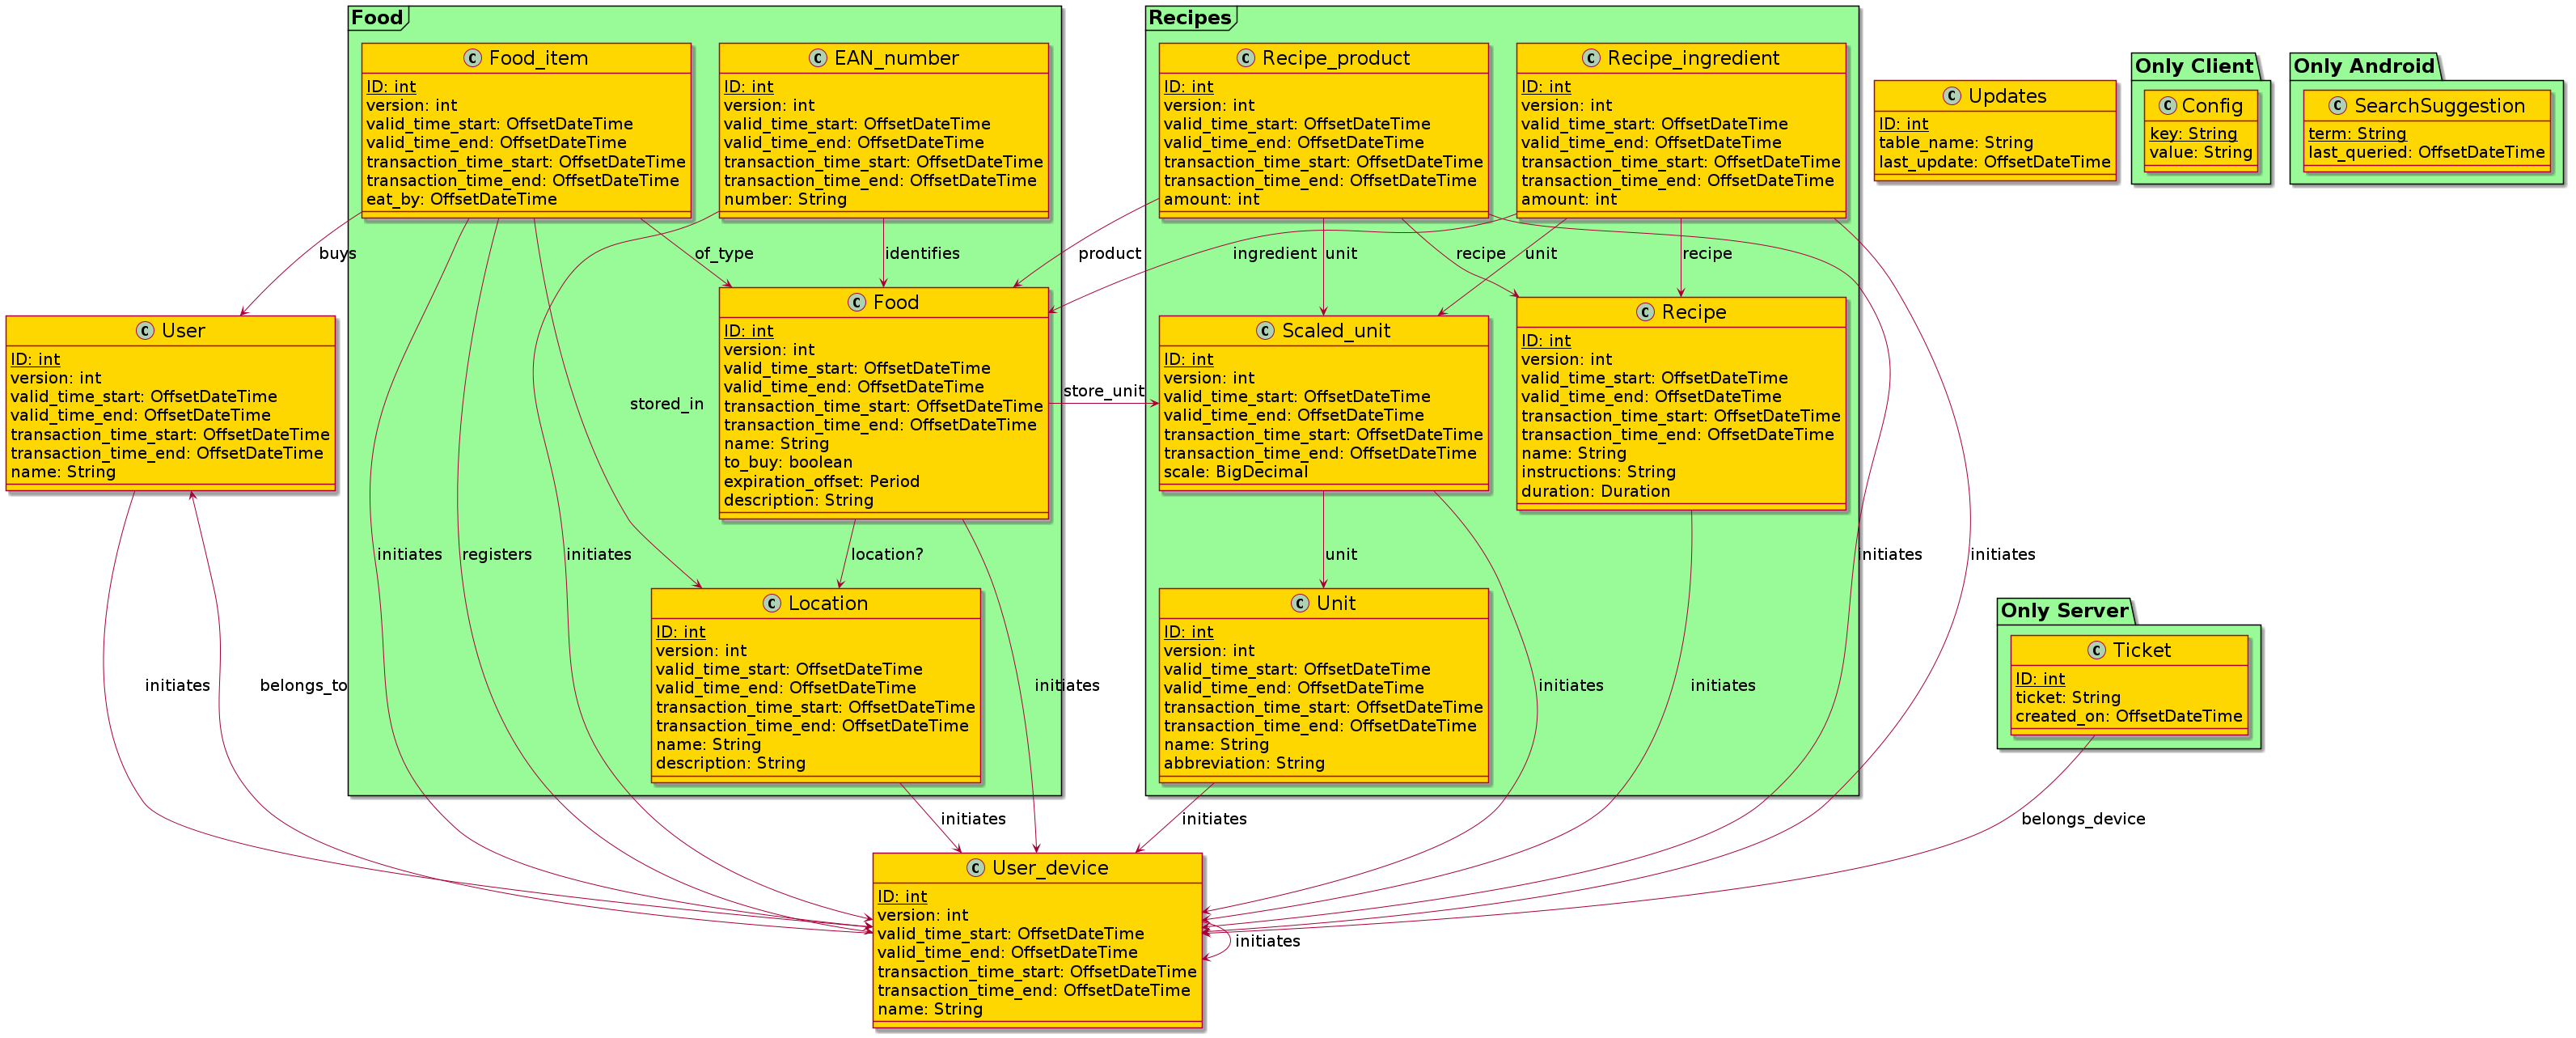 Food
C Food_item
ID: int
version: int
valid_time_start: OffsetDateTime
valid_time_end: OffsetDateTime
transaction_time_start: OffsetDateTime
transaction_time_end: OffsetDateTime
eat_by: OffsetDateTime
C EAN_number
ID: int
version: int
valid_time_start: OffsetDateTime
valid_time_end: OffsetDateTime
transaction_time_start: OffsetDateTime
transaction_time_end: OffsetDateTime
number: String
Recipes
C Recipe_product
ID: int
version: int
valid_time_start: OffsetDateTime
valid_time_end: OffsetDateTime
transaction_time_start: OffsetDateTime
transaction_time_end: OffsetDateTime
amount: int
C Recipe_ingredient
ID: int
version: int
valid_time_start: OffsetDateTime
valid_time_end: OffsetDateTime
transaction_time_start: OffsetDateTime
transaction_time_end: OffsetDateTime
amount: int
C Updates
ID: int
table_name: String
last_update: OffsetDateTime
Only Client
C Config
key: String
value: String
Only Android
C SearchSuggestion
term: String
last_queried: OffsetDateTime
buys
of_type
identifies
product
ingredient
unit
recipe
unit
recipe
C User
ID: int
version: int
valid_time_start: OffsetDateTime
valid_time_end: OffsetDateTime
transaction_time_start: OffsetDateTime
transaction_time_end: OffsetDateTime
name: String
stored_in
C Food
ID: int
version: int
valid_time_start: OffsetDateTime
valid_time_end: OffsetDateTime
transaction_time_start: OffsetDateTime
transaction_time_end: OffsetDateTime
name: String
to_buy: boolean
expiration_offset: Period
description: String
store_unit
C Scaled_unit
ID: int
version: int
valid_time_start: OffsetDateTime
valid_time_end: OffsetDateTime
transaction_time_start: OffsetDateTime
transaction_time_end: OffsetDateTime
scale: BigDecimal
C Recipe
ID: int
version: int
valid_time_start: OffsetDateTime
valid_time_end: OffsetDateTime
transaction_time_start: OffsetDateTime
transaction_time_end: OffsetDateTime
name: String
instructions: String
duration: Duration
initiates
registers
initiates
location?
unit
initiates
initiates
initiates
belongs_to
C Location
ID: int
version: int
valid_time_start: OffsetDateTime
valid_time_end: OffsetDateTime
transaction_time_start: OffsetDateTime
transaction_time_end: OffsetDateTime
name: String
description: String
initiates
C Unit
ID: int
version: int
valid_time_start: OffsetDateTime
valid_time_end: OffsetDateTime
transaction_time_start: OffsetDateTime
transaction_time_end: OffsetDateTime
name: String
abbreviation: String
initiates
initiates
Only Server
C Ticket
ID: int
ticket: String
created_on: OffsetDateTime
initiates
initiates
belongs_device
C User_device
ID: int
version: int
valid_time_start: OffsetDateTime
valid_time_end: OffsetDateTime
transaction_time_start: OffsetDateTime
transaction_time_end: OffsetDateTime
name: String
initiates